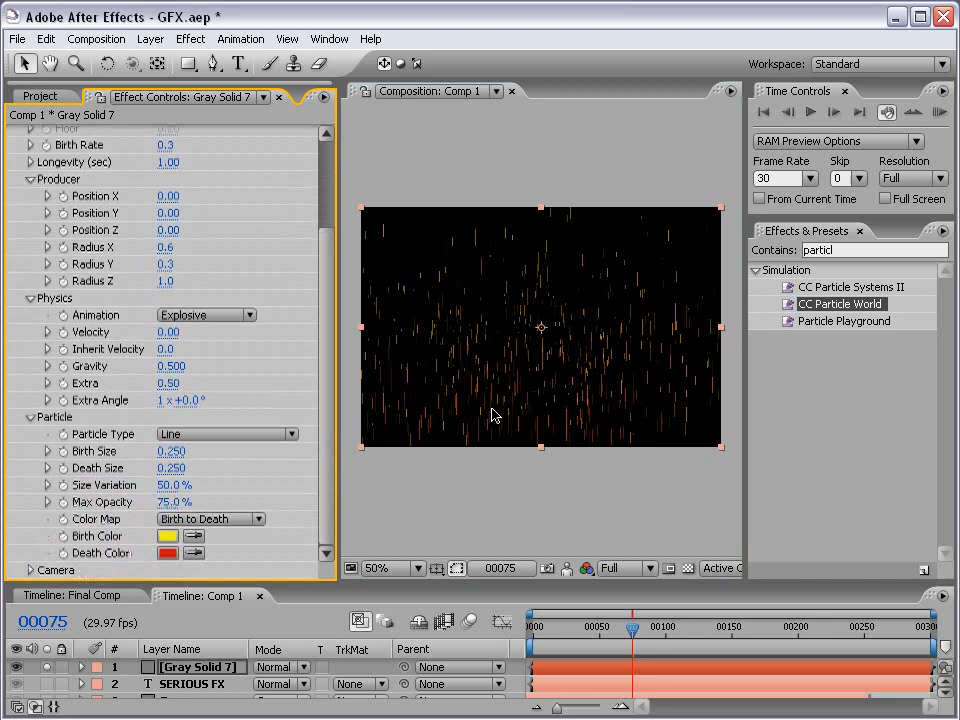 Adobe After Effects - GFX.aep *
File Edit Composition Layer Effect Animation View Window Help
Workspace: Standard
Project Effect Controls: Gray Solid 7
Comp 1 * Gray Solid 7
Floor 0.20
Birth Rate 0.3
Longevity (sec) 1.00
Producer
Position X 0.00
Position Y 0.00
Position Z 0.00
Radius X 0.6
Radius Y 0.3
Radius Z 1.0
Physics
Animation Explosive
Velocity 0.00
Inherit Velocity 0.0
Gravity 0.500
Extra 0.50
Extra Angle 1 x +0.0°
Particle
Particle Type Line
Birth Size 0.250
Death Size 0.250
Size Variation 50.0 %
Max Opacity 75.0 %
Color Map Birth to Death
Birth Color
Death Color
Camera
Composition: Comp 1
50% 00075 Full Active C
Time Controls
RAM Preview Options
Frame Rate Skip Resolution
30 0 Full
From Current Time Full Screen
Effects & Presets
Contains: particl
Simulation
CC Particle Systems II
CC Particle World
Particle Playground
Timeline: Final Comp Timeline: Comp 1
00075 (29.97 fps)
0000 00050 00100 00150 00200 00250 0030
# Layer Name Mode T TrkMat Parent
1 [Gray Solid 7] Normal None
2 T SERIOUS FX Normal None None